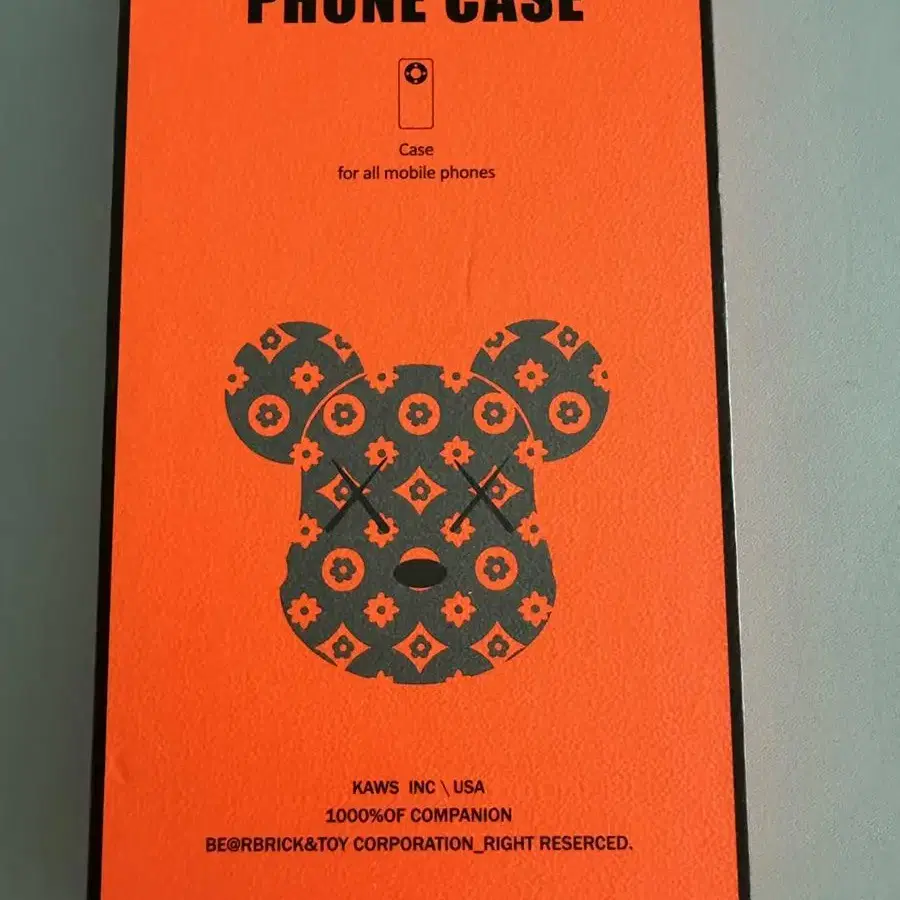 PHONE CASE
Case
for all mobile phones
KAWS INC \ USA
1000%OF COMPANION
BE@RBRICK&TOY CORPORATION_RIGHT RESERCED.